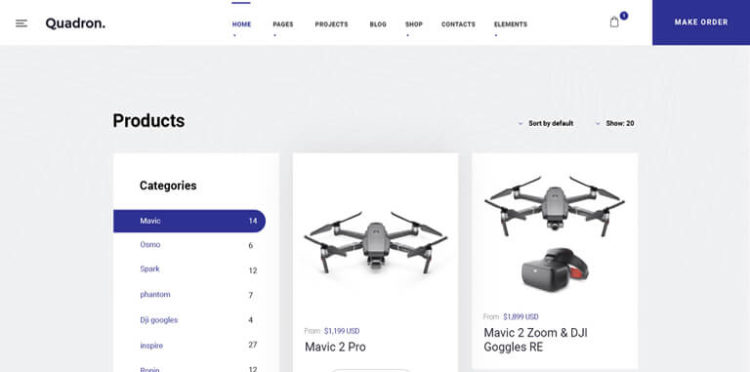 Quadron.
HOME
PAGES
PROJECTS
BLOG
SHOP
CONTACTS
ELEMENTS
1
MAKE ORDER
Products
Sort by default
Show: 20
Categories
Mavic 14
Osmo 6
Spark 12
phantom 7
Dji googles 4
inspire 27
Ronin 12
From $1,199 USD
Mavic 2 Pro
From $1,899 USD
Mavic 2 Zoom & DJI
Goggles RE